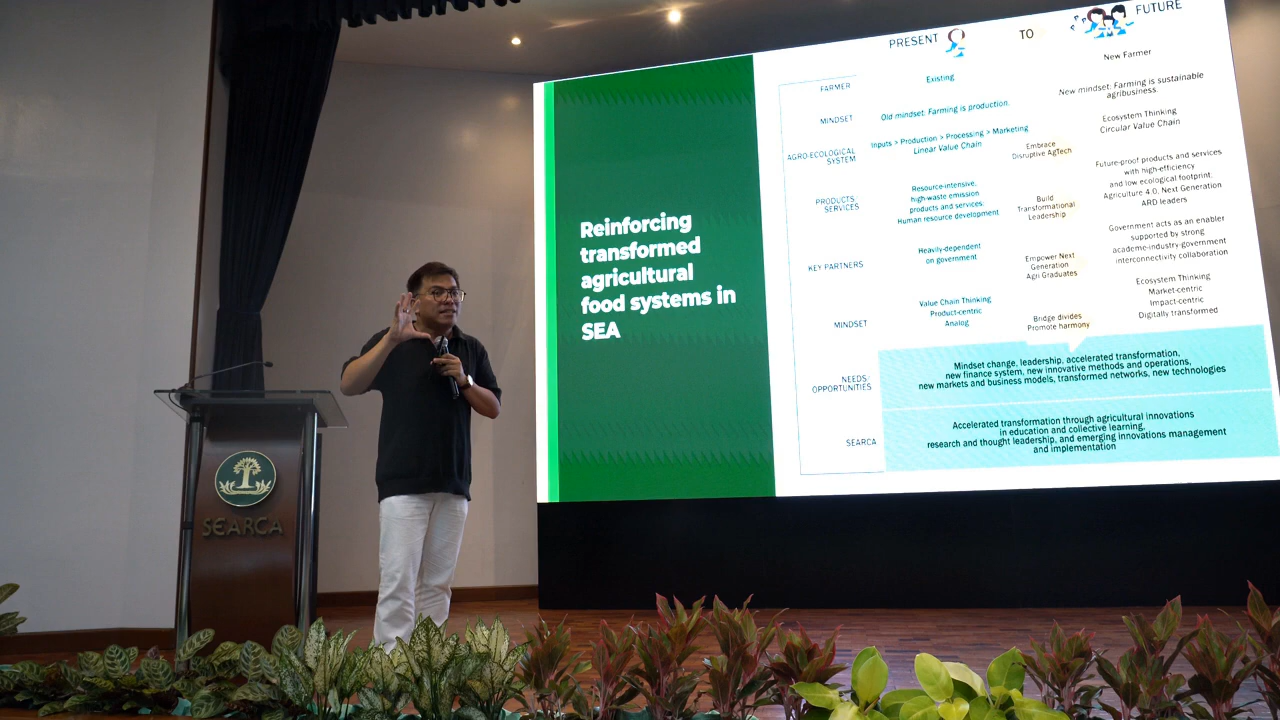 SEARCA
Reinforcing
transformed
agricultural
food systems in
SEA
PRESENT
TO
FUTURE
FARMER
Existing
New Farmer
MINDSET
Old mindset: Farming is production.
New mindset: Farming is sustainable
agribusiness.
AGRO-ECOLOGICAL
SYSTEM
Inputs > Production > Processing > Marketing
Linear Value Chain
Embrace
Disruptive AgTech
Ecosystem Thinking
Circular Value Chain
PRODUCTS/
SERVICES
Resource-intensive,
high-waste emission
products and services;
Human resource development
Build
Transformational
Leadership
Future-proof products and services
with high-efficiency
and low ecological footprint;
Agriculture 4.0, Next Generation
ARD leaders
KEY PARTNERS
Heavily-dependent
on government
Empower Next
Generation
Agri Graduates
Government acts as an enabler
supported by strong
academe-industry-government
interconnectivity collaboration
MINDSET
Value Chain Thinking
Product-centric
Analog
Bridge divides
Promote harmony
Ecosystem Thinking
Market-centric
Impact-centric
Digitally transformed
NEEDS/
OPPORTUNITIES
Mindset change, leadership, accelerated transformation,
new finance system, new innovative methods and operations,
new markets and business models, transformed networks, new technologies
SEARCA
Accelerated transformation through agricultural innovations
in education and collective learning,
research and thought leadership, and emerging innovations management
and implementation